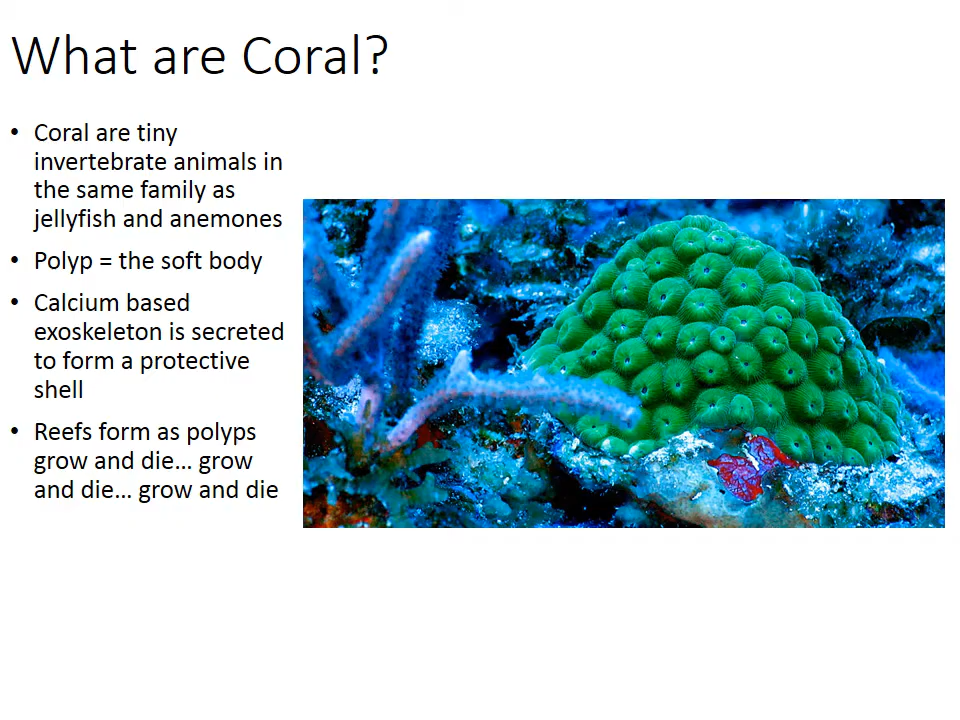 What are Coral?
• Coral are tiny
invertebrate animals in
the same family as
jellyfish and anemones
• Polyp = the soft body
• Calcium based
exoskeleton is secreted
to form a protective
shell
• Reefs form as polyps
grow and die… grow
and die… grow and die